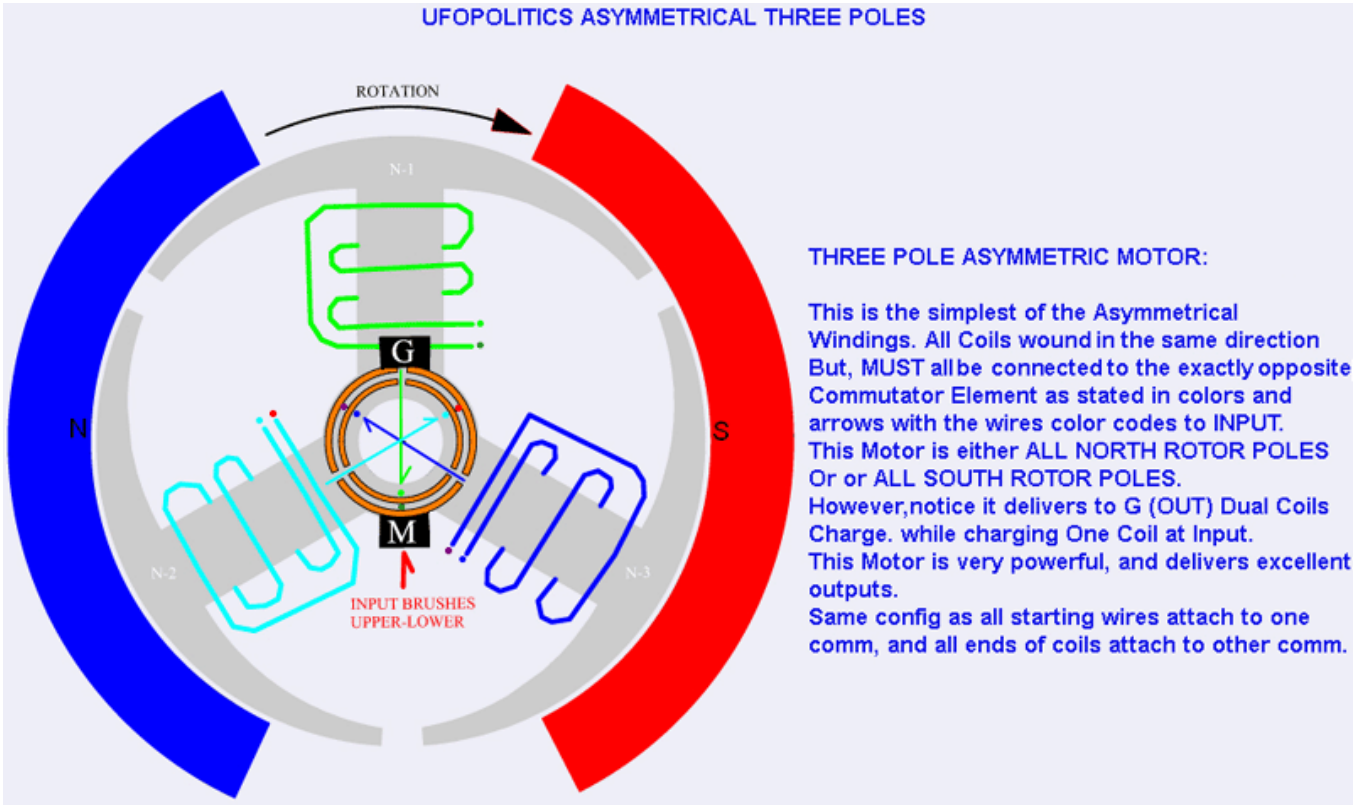 UFOPOLITICS ASYMMETRICAL THREE POLES
ROTATION
N-1
N
S
G
M
N-2
N-3
INPUT BRUSHES
UPPER-LOWER
THREE POLE ASYMMETRIC MOTOR:
This is the simplest of the Asymmetrical
Windings. All Coils wound in the same direction
But, MUST all be connected to the exactly opposite
Commutator Element as stated in colors and
arrows with the wires color codes to INPUT.
This Motor is either ALL NORTH ROTOR POLES
Or or ALL SOUTH ROTOR POLES.
However,notice it delivers to G (OUT) Dual Coils
Charge. while charging One Coil at Input.
This Motor is very powerful, and delivers excellent
outputs.
Same config as all starting wires attach to one
comm, and all ends of coils attach to other comm.